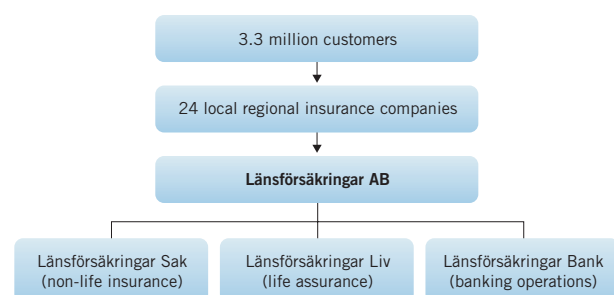 3.3 million customers
24 local regional insurance companies
Länsförsäkringar AB
Länsförsäkringar Sak
(non-life insurance)
Länsförsäkringar Liv
(life assurance)
Länsförsäkringar Bank
(banking operations)